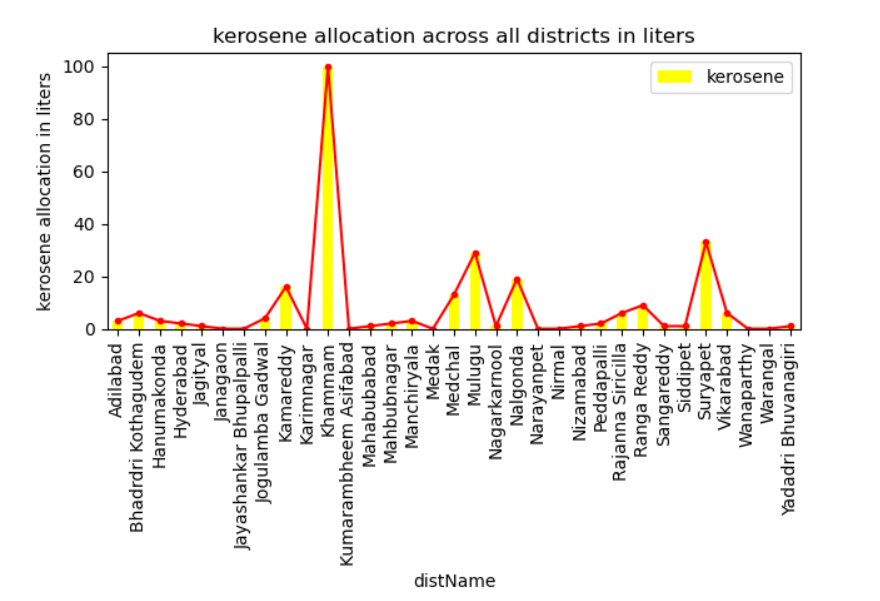 kerosene allocation across all districts in liters
kerosene allocation in liters
100
80
60
40
20
0
kerosene
Adilabad
Bhadrdri Kothagudem
Hanumakonda
Hyderabad
Jagityal
Janagaon
Jayashankar Bhupalpalli
Jogulamba Gadwal
Kamareddy
Karimnagar
Khammam
Kumarambheem Asifabad
Mahabubabad
Mahbubnagar
Manchiryala
Medak
Medchal
Mulugu
Nagarkarnool
Nalgonda
Narayanpet
Nirmal
Nizamabad
Peddapalli
Rajanna Siricilla
Ranga Reddy
Sangareddy
Siddipet
Suryapet
Vikarabad
Wanaparthy
Warangal
Yadadri Bhuvanagiri
distName